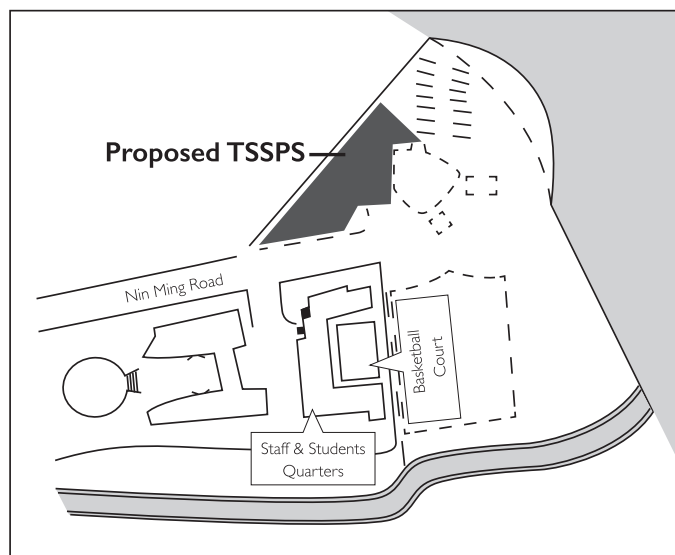 Proposed TSSPS
Nin Ming Road
Basketball
Court
Staff & Students
Quarters